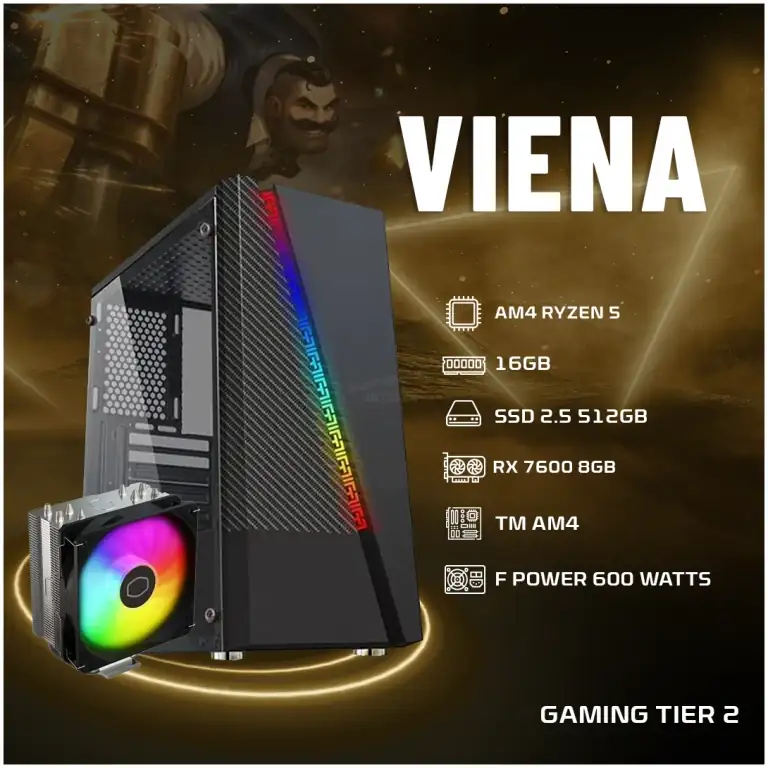 VIENA
AM4 RYZEN 5
16GB
SSD 2.5 512GB
RX 7600 8GB
TM AM4
F POWER 600 WATTS
GAMING TIER 2